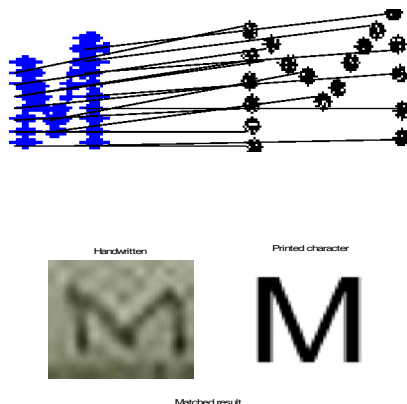 Handwritten
Printed character
M
M
Matched result